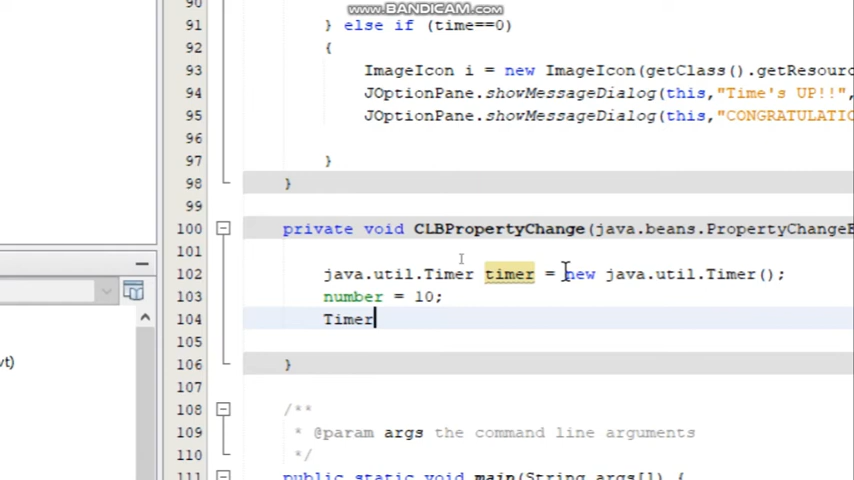 WWW.BANDICAM.COM
90
91 } else if (time==0)
92 {
93 ImageIcon i = new ImageIcon(getClass().getResourc
94 JOptionPane.showMessageDialog(this,"Time's UP!!",
95 JOptionPane.showMessageDialog(this,"CONGRATULATIO
96
97 }
98 }
99
100 private void CLBPropertyChange(java.beans.PropertyChangeE
101
102 java.util.Timer timer = new java.util.Timer();
103 number = 10;
104 Timer
105
vt)
106 }
107
108 /**
109 * @param args the command line arguments
110 */
111 public static void main(String args[]) {